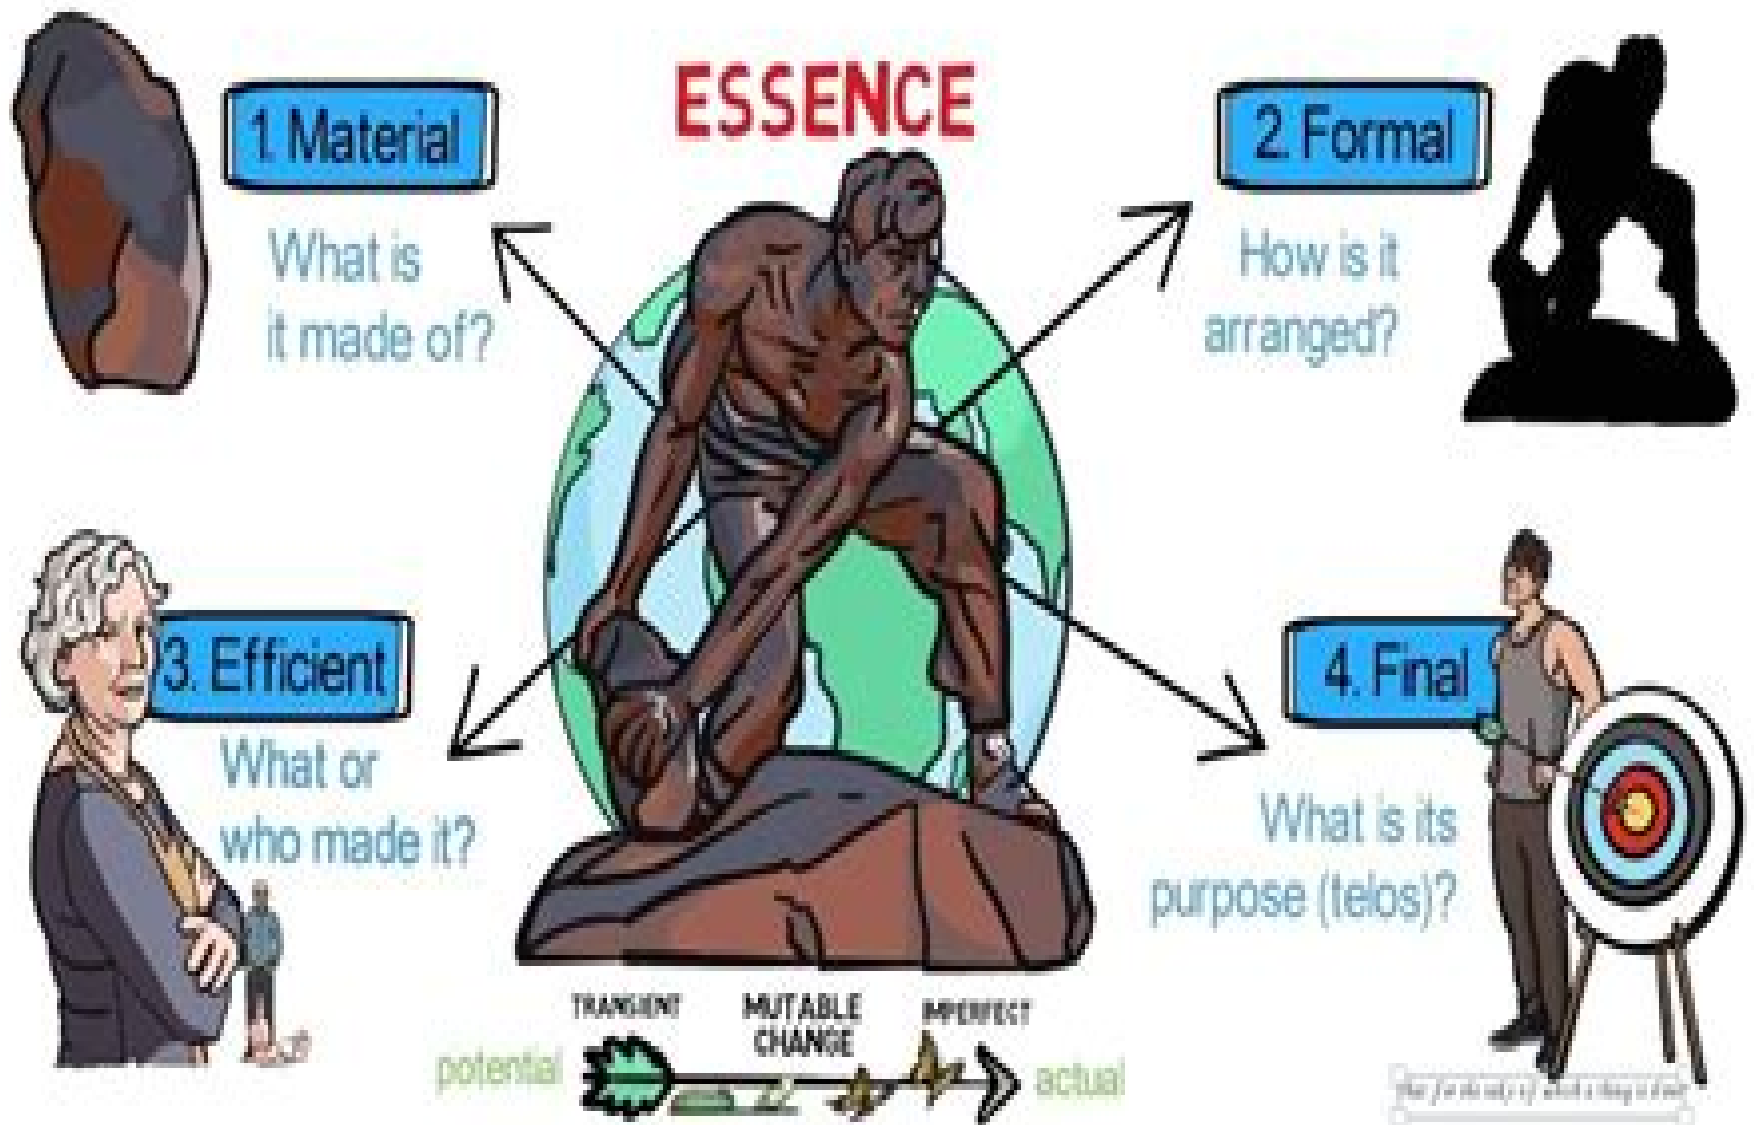 ESSENCE
1. Material
What is
it made of?
2. Formal
How is it
arranged?
3. Efficient
What or
who made it?
4. Final
What is its
purpose (telos)?
TRANSIENT
MUTABLE
CHANGE
IMPERFECT
potential
actual